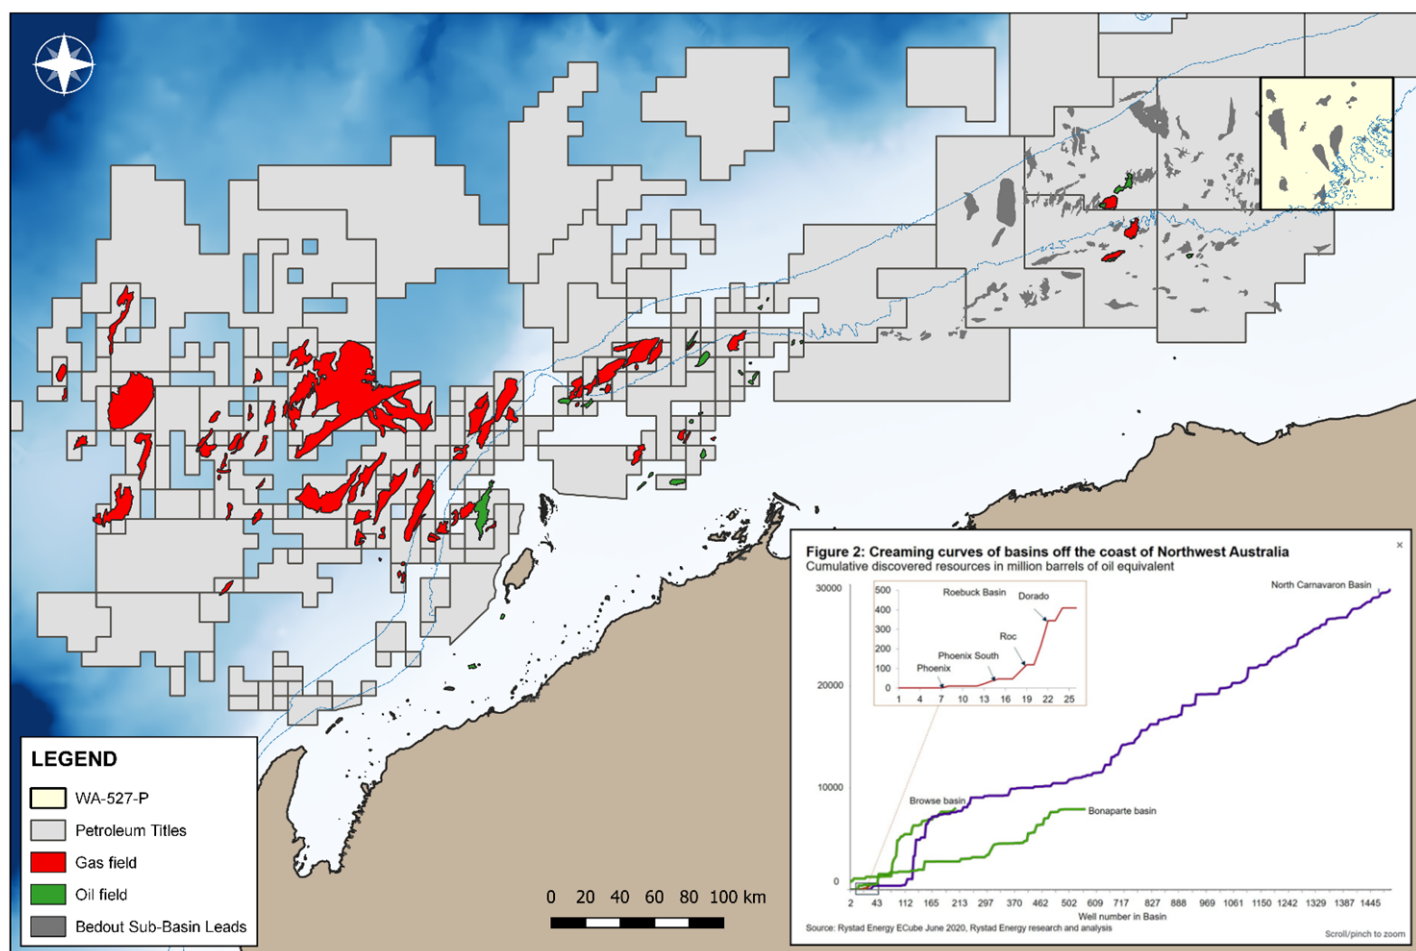 LEGEND
WA-527-P
Petroleum Titles
Gas field
Oil field
Bedout Sub-Basin Leads
0 20 40 60 80 100 km
Figure 2: Creaming curves of basins off the coast of Northwest Australia
×
Cumulative discovered resources in million barrels of oil equivalent
30000
20000
10000
0
500
400
300
200
100
0
Roebuck Basin
Dorado
Roc
Phoenix South
Phoenix
1 4 7 10 13 16 19 22 25
North Carnavaron Basin
Browse basin
Bonaparte basin
2 43 112 165 213 297 370 462 502 608 717 827 888 969 1061 1150 1242 1329 1387 1445
Well number in Basin
Source: Rystad Energy ECube June 2020, Rystad Energy research and analysis
Scroll/pinch to zoom